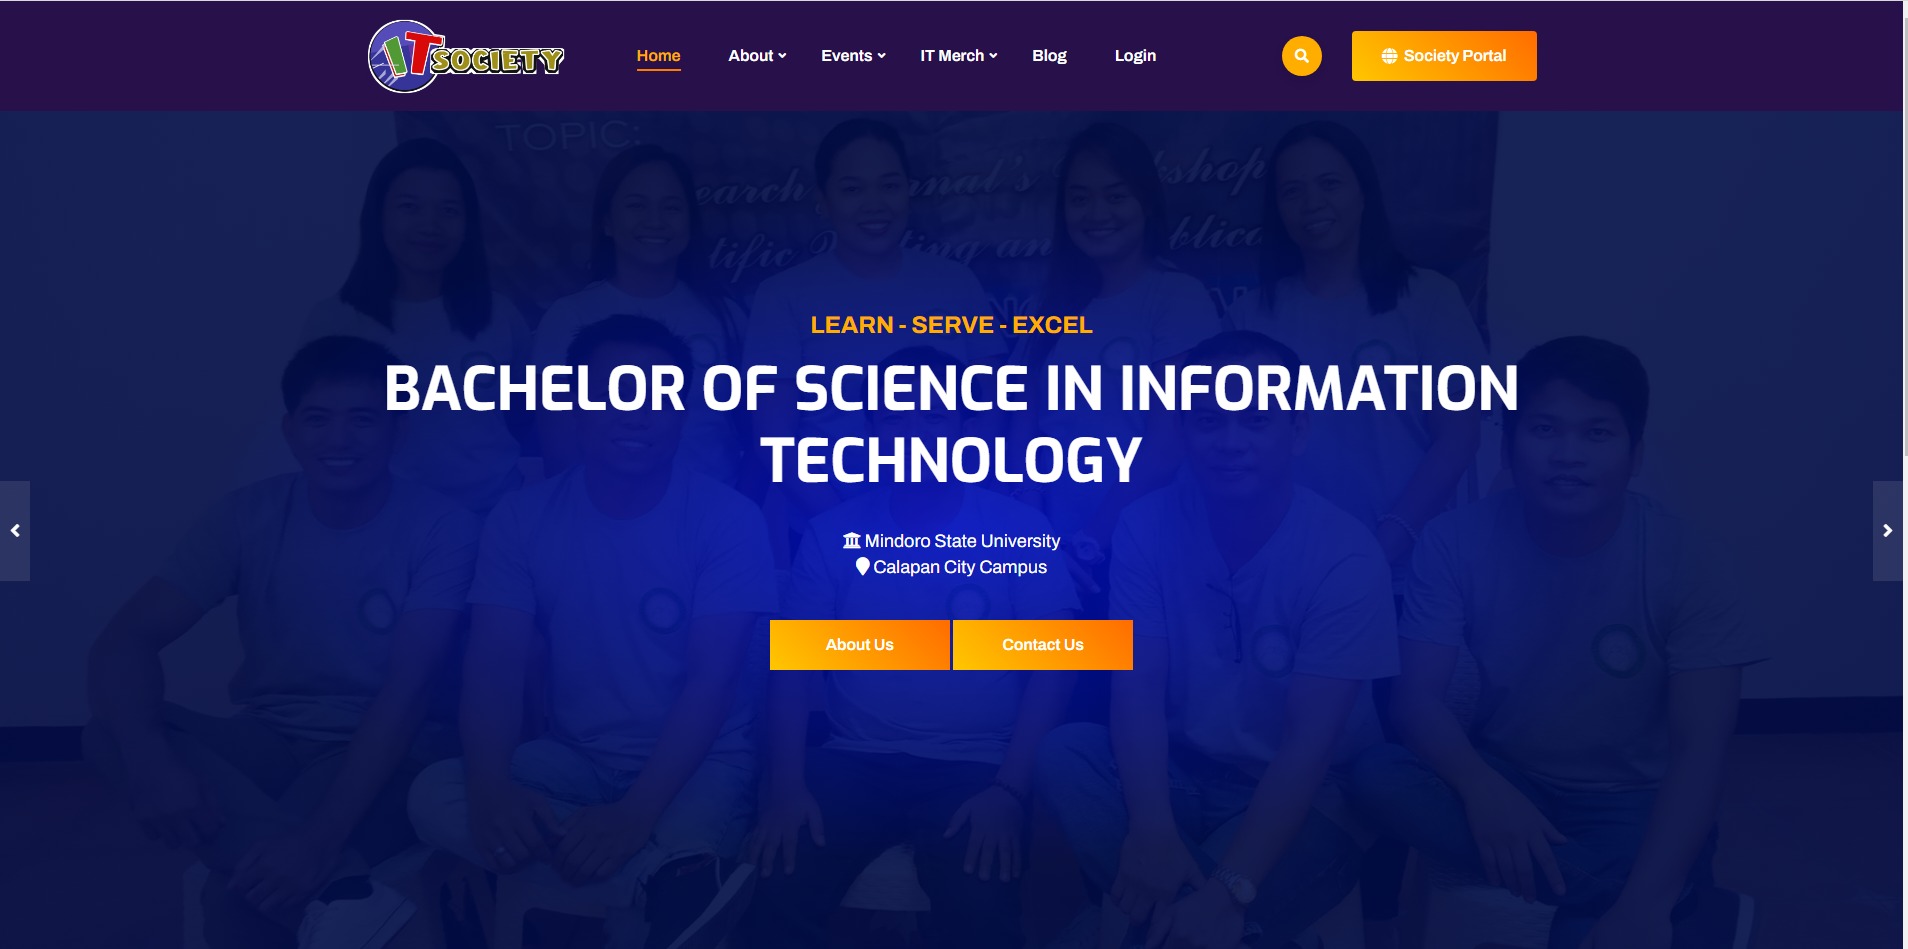 IT SOCIETY
Home
About
Events
IT Merch
Blog
Login
Society Portal
TOPIC:
LEARN - SERVE - EXCEL
BACHELOR OF SCIENCE IN INFORMATION
TECHNOLOGY
Mindoro State University
Calapan City Campus
About Us
Contact Us